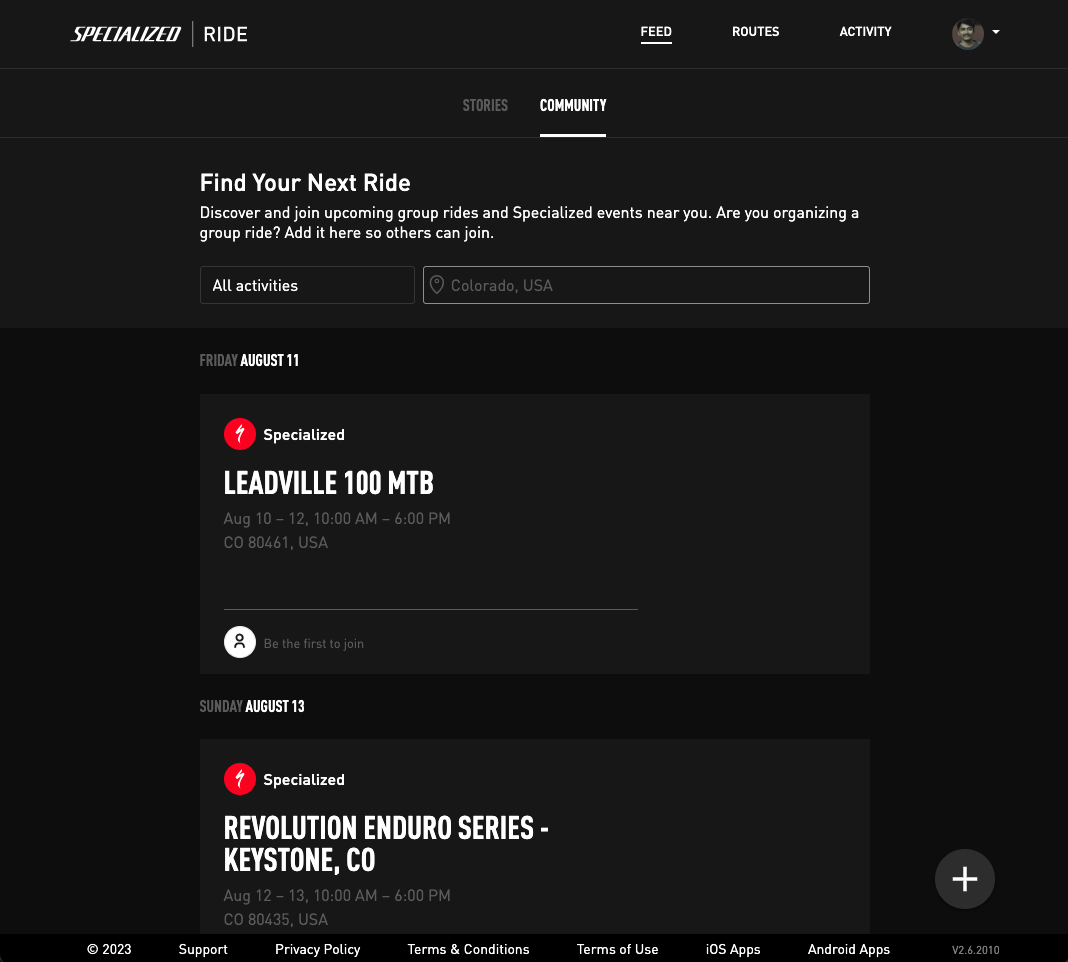 SPECIALIZED RIDE FEED ROUTES ACTIVITY
STORIES COMMUNITY
Find Your Next Ride
Discover and join upcoming group rides and Specialized events near you. Are you organizing a
group ride? Add it here so others can join.
All activities Colorado, USA
FRIDAY AUGUST 11
Specialized
LEADVILLE 100 MTB
Aug 10 – 12, 10:00 AM – 6:00 PM
CO 80461, USA
Be the first to join
SUNDAY AUGUST 13
Specialized
REVOLUTION ENDURO SERIES -
KEYSTONE, CO
Aug 12 – 13, 10:00 AM – 6:00 PM
CO 80435, USA
© 2023 Support Privacy Policy Terms & Conditions Terms of Use iOS Apps Android Apps V2.6.2010